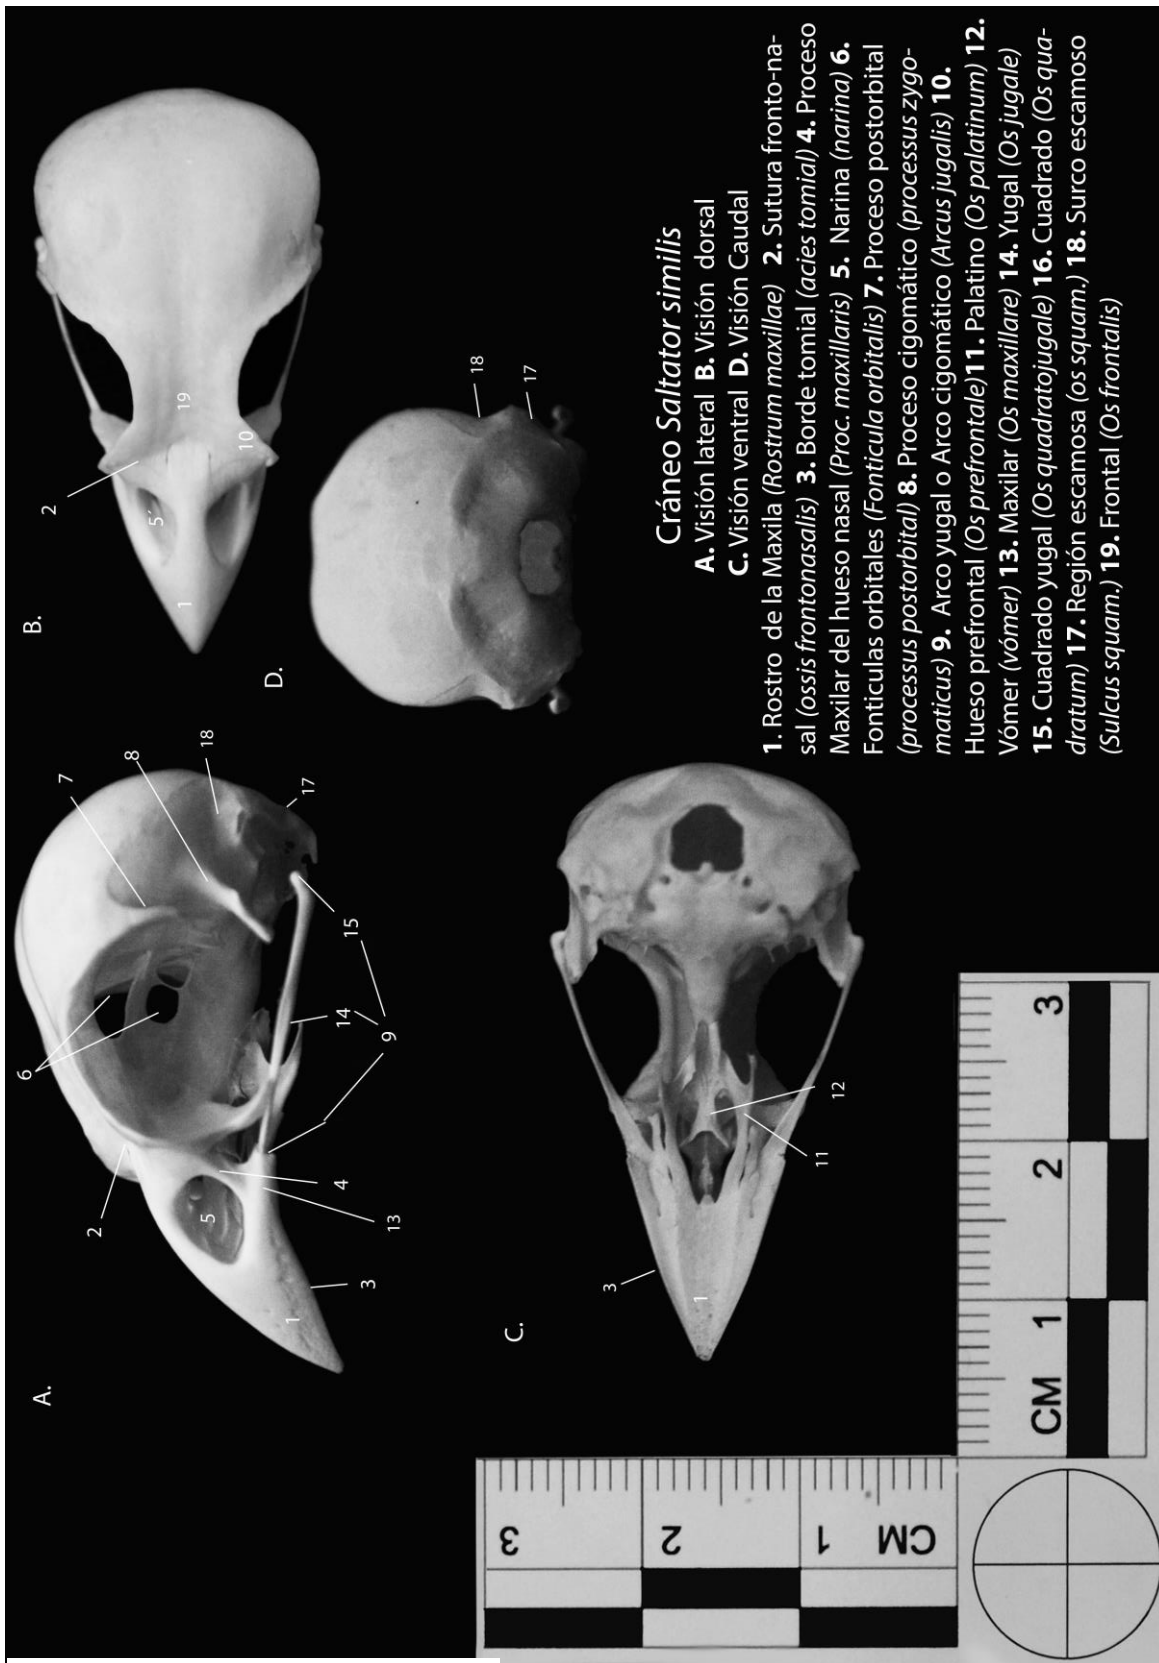 A.
6
7
8
2
18
5
17
4
15
14
9
13
1
3
B.
2
1
5´
19
10
C.
3
1
11
12
D.
18
17
Cráneo Saltator similis
A. Visión lateral B. Visión dorsal
C. Visión ventral D. Visión Caudal
1. Rostro de la Maxila (Rostrum maxillae) 2. Sutura fronto-na-
sal (ossis frontonasalis) 3. Borde tomial (acies tomial) 4. Proceso
Maxilar del hueso nasal (Proc. maxillaris) 5. Narina (narina) 6.
Fonticulas orbitales (Fonticula orbitalis) 7. Proceso postorbital
(processus postorbital) 8. Proceso cigomático (processus zygo-
maticus) 9. Arco yugal o Arco cigomático (Arcus jugalis) 10.
Hueso prefrontal (Os prefrontale) 11. Palatino (Os palatinum) 12.
Vómer (vómer) 13. Maxilar (Os maxillare) 14. Yugal (Os jugale)
15. Cuadrado yugal (Os quadratojugale) 16. Cuadrado (Os qua-
dratum) 17. Región escamosa (os squam.) 18. Surco escamoso
(Sulcus squam.) 19. Frontal (Os frontalis)
CM 1 2 3
CM 1 2 3